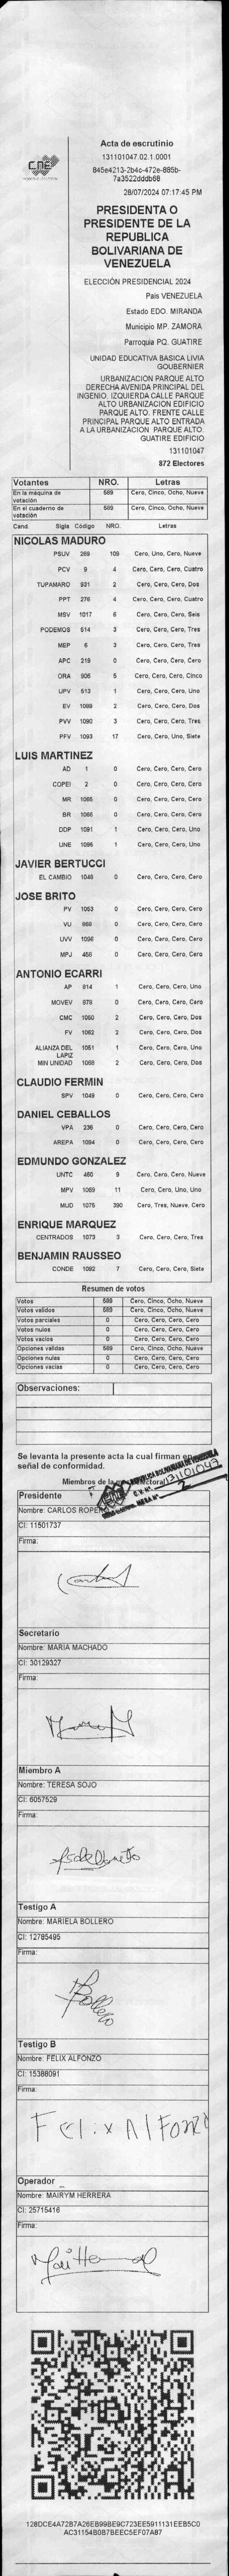 CNE
Acta de escrutinio
131101047.02.1.0001
845e4213-2b4c-472e-885b-
7a3522dddb68
28/07/2024 07:17:45 PM
PRESIDENTA O
PRESIDENTE DE LA
REPUBLICA
BOLIVARIANA DE
VENEZUELA
ELECCIÓN PRESIDENCIAL 2024
Pais VENEZUELA
Estado EDO. MIRANDA
Municipio MP. ZAMORA
Parroquia PQ. GUATIRE
UNIDAD EDUCATIVA BASICA LIVIA
GOUBERNIER
URBANIZACIÓN PARQUE ALTO
DERECHA AVENIDA PRINCIPAL DEL
INGENIO. IZQUIERDA CALLE PARQUE
ALTO URBANIZACION EDIFICIO
PARQUE ALTO. FRENTE CALLE
PRINCIPAL PARQUE ALTO ENTRADA
A LA URBANIZACIÓN PARQUE ALTO.
GUATIRE EDIFICIO
131101047
872 Electores
Votantes NRO. Letras
En la máquina de votación 589 Cero, Cinco, Ocho, Nueve
En el cuaderno de votación 589 Cero, Cinco, Ocho, Nueve
Cand. Sigla Código NRO. Letras
NICOLAS MADURO
PSUV 289 109 Cero, Uno, Cero, Nueve
PCV 9 4 Cero, Cero, Cero, Cuatro
TUPAMARO 931 2 Cero, Cero, Cero, Dos
PPT 276 4 Cero, Cero, Cero, Cuatro
MSV 1017 6 Cero, Cero, Cero, Seis
PODEMOS 514 3 Cero, Cero, Cero, Tres
MEP 6 3 Cero, Cero, Cero, Tres
APC 219 0 Cero, Cero, Cero, Cero
ORA 906 5 Cero, Cero, Cero, Cinco
UPV 513 1 Cero, Cero, Cero, Uno
EV 1089 2 Cero, Cero, Cero, Dos
PVV 1090 3 Cero, Cero, Cero, Tres
PFV 1093 17 Cero, Cero, Uno, Siete
LUIS MARTINEZ
AD 1 0 Cero, Cero, Cero, Cero
COPEI 2 0 Cero, Cero, Cero, Cero
MR 1065 0 Cero, Cero, Cero, Cero
BR 1066 0 Cero, Cero, Cero, Cero
DDP 1091 1 Cero, Cero, Cero, Uno
UNE 1096 1 Cero, Cero, Cero, Uno
JAVIER BERTUCCI
EL CAMBIO 1048 0 Cero, Cero, Cero, Cero
JOSE BRITO
PV 1053 0 Cero, Cero, Cero, Cero
VU 868 0 Cero, Cero, Cero, Cero
UVV 1098 0 Cero, Cero, Cero, Cero
MPJ 456 0 Cero, Cero, Cero, Cero
ANTONIO ECARRI
AP 814 1 Cero, Cero, Cero, Uno
MOVEV 878 0 Cero, Cero, Cero, Cero
CMC 1050 2 Cero, Cero, Cero, Dos
FV 1062 2 Cero, Cero, Cero, Dos
ALIANZA DEL LAPIZ 1051 1 Cero, Cero, Cero, Uno
MIN UNIDAD 1068 2 Cero, Cero, Cero, Dos
CLAUDIO FERMIN
SPV 1049 0 Cero, Cero, Cero, Cero
DANIEL CEBALLOS
VPA 236 0 Cero, Cero, Cero, Cero
AREPA 1094 0 Cero, Cero, Cero, Cero
EDMUNDO GONZALEZ
UNTC 460 9 Cero, Cero, Cero, Nueve
MPV 1069 11 Cero, Cero, Uno, Uno
MUD 1075 390 Cero, Tres, Nueve, Cero
ENRIQUE MARQUEZ
CENTRADOS 1073 3 Cero, Cero, Cero, Tres
BENJAMIN RAUSSEO
CONDE 1092 7 Cero, Cero, Cero, Siete
Resumen de votos
Votos 589 Cero, Cinco, Ocho, Nueve
Votos validos 589 Cero, Cinco, Ocho, Nueve
Votos parciales 0 Cero, Cero, Cero, Cero
Votos nulos 0 Cero, Cero, Cero, Cero
Votos vacios 0 Cero, Cero, Cero, Cero
Opciones validas 589 Cero, Cinco, Ocho, Nueve
Opciones nulas 0 Cero, Cero, Cero, Cero
Opciones vacias 0 Cero, Cero, Cero, Cero
Observaciones:
Se levanta la presente acta la cual firman en
señal de conformidad.
REPUBLICA BOLIVARIANA DE VENEZUELA
C.V. Nº 131101047
MESA Nº 2
Miembros de la
Presidente
Nombre: CARLOS
CI: 11501737
Firma:
Secretario
Nombre: MARIA MACHADO
CI: 30129327
Firma:
Miembro A
Nombre: TERESA SOJO
CI: 6057529
Firma:
Testigo A
Nombre: MARIELA BOLLERO
CI: 12785495
Firma:
Bollero
Testigo B
Nombre: FELIX ALFONZO
CI: 15388091
Firma:
Felix Alfonzo
Operador
Nombre: MAIRYM HERRERA
CI: 25715416
Firma:
128DCE4A72B7A26EB99BE9C723EE5911131EEB5C0
AC31154B0B7BEEC5EF07A87